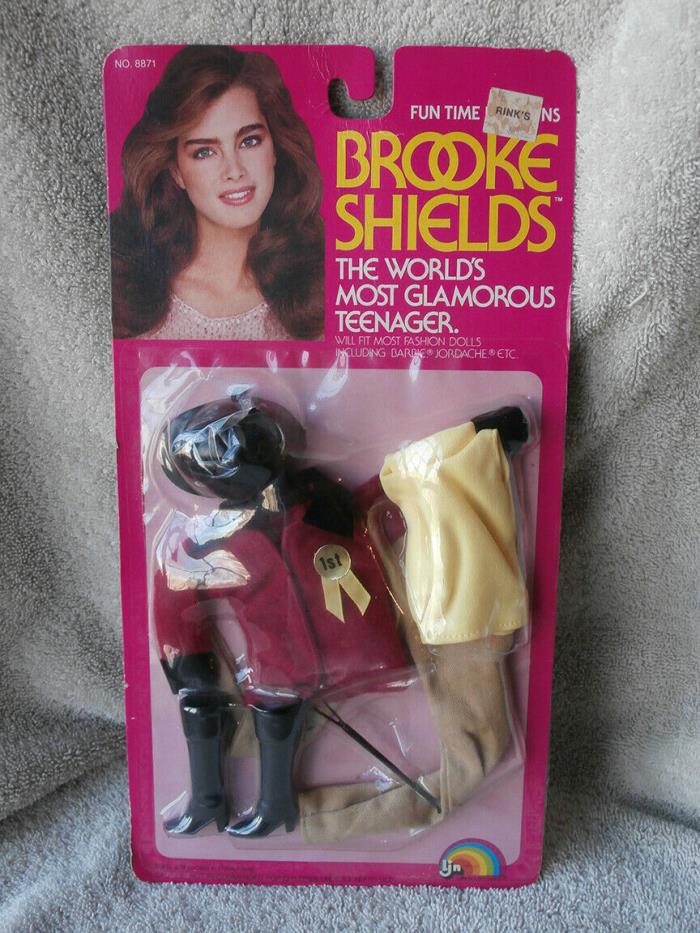 NO. 8871
FUN TIME NS
RINK'S
BROOKE
SHIELDS™
THE WORLD'S
MOST GLAMOROUS
TEENAGER.
WILL FIT MOST FASHION DOLLS
INCLUDING BARBIE® JORDACHE® ETC.
1st
ljn